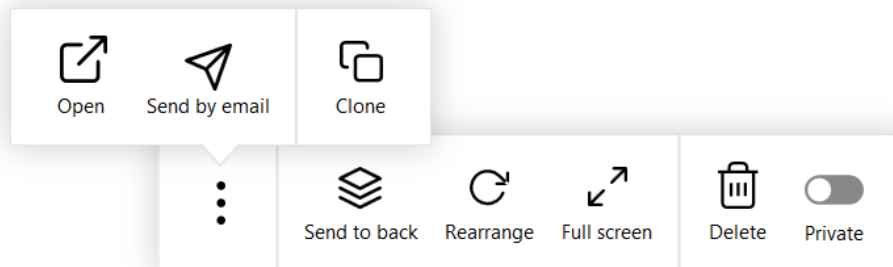 Open
Send by email
Clone
Send to back
Rearrange
Full screen
Delete
Private